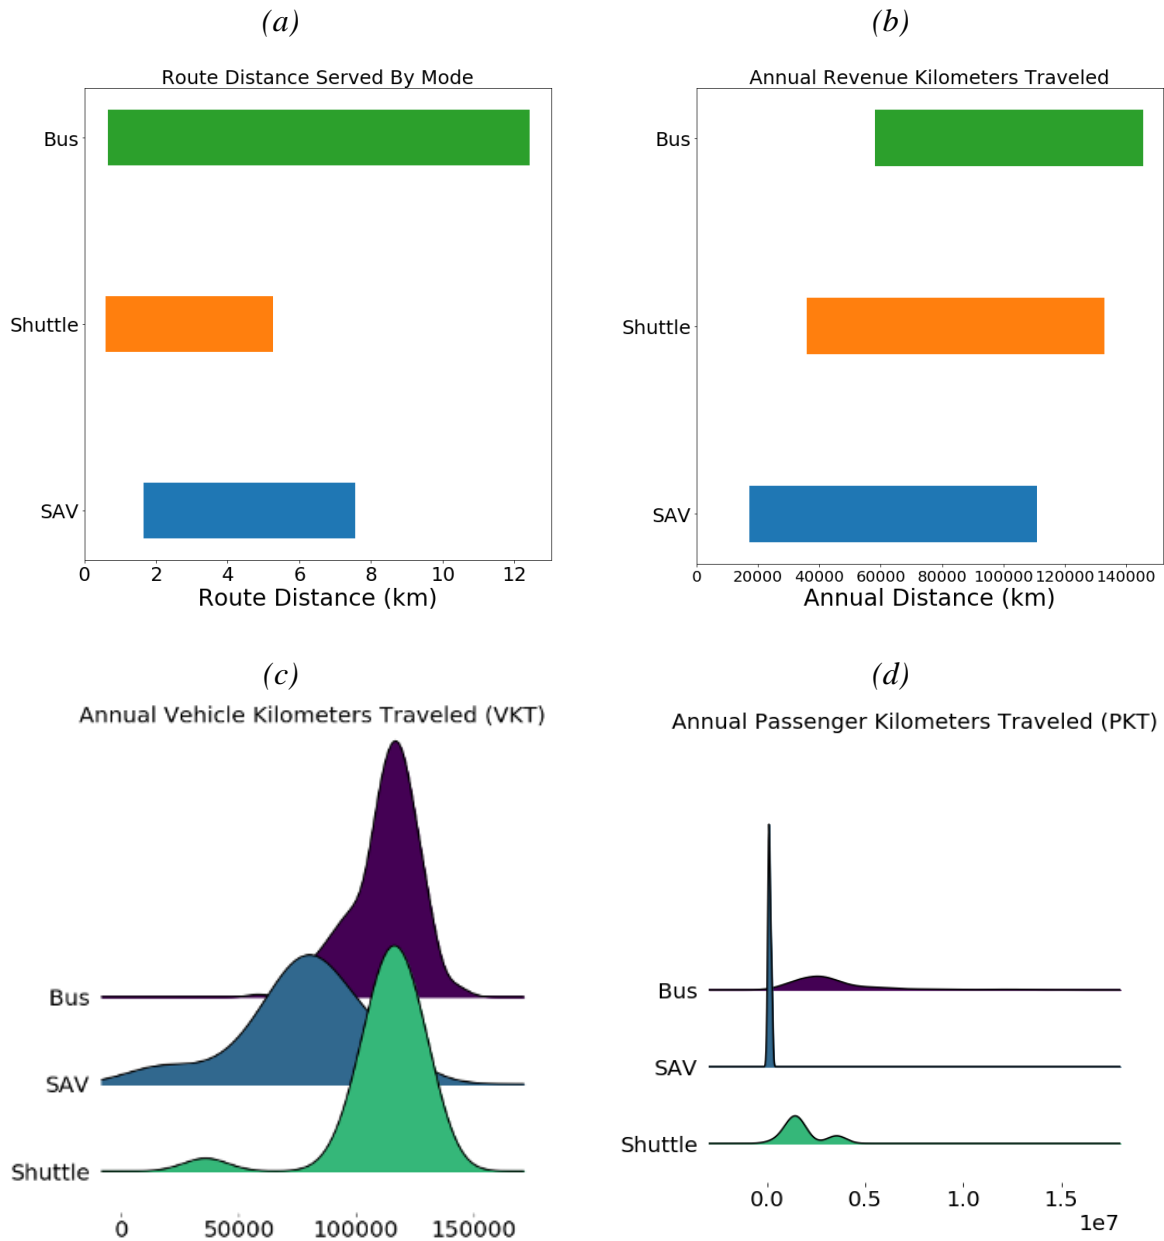 (a)
Route Distance Served By Mode
Bus
Shuttle
SAV
0 2 4 6 8 10 12
Route Distance (km)
(b)
Annual Revenue Kilometers Traveled
Bus
Shuttle
SAV
0 20000 40000 60000 80000 100000 120000 140000
Annual Distance (km)
(c)
Annual Vehicle Kilometers Traveled (VKT)
Bus
SAV
Shuttle
0 50000 100000 150000
(d)
Annual Passenger Kilometers Traveled (PKT)
Bus
SAV
Shuttle
0.0 0.5 1.0 1.5
1e7